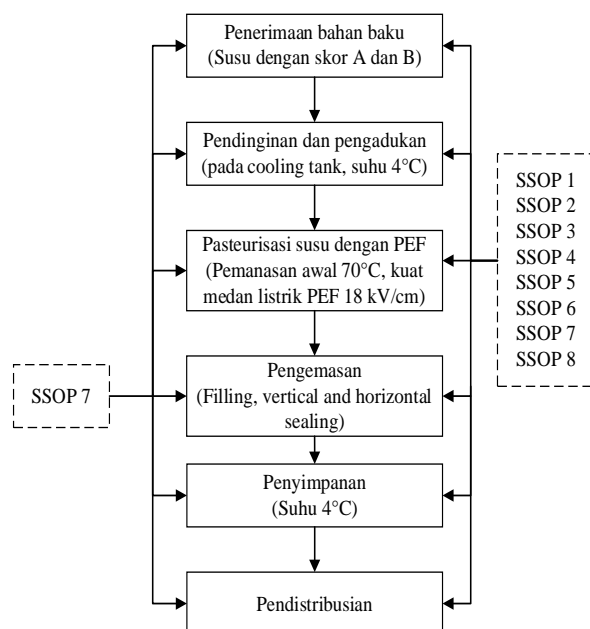 Penerimaan bahan baku
(Susu dengan skor A dan B)
Pendinginan dan pengadukan
(pada cooling tank, suhu 4°C)
Pasteurisasi susu dengan PEF
(Pemanasan awal 70°C, kuat
medan listrik PEF 18 kV/cm)
Pengemasan
(Filling, vertical and horizontal
sealing)
Penyimpanan
(Suhu 4°C)
Pendistribusian
SSOP 7
SSOP 1
SSOP 2
SSOP 3
SSOP 4
SSOP 5
SSOP 6
SSOP 7
SSOP 8